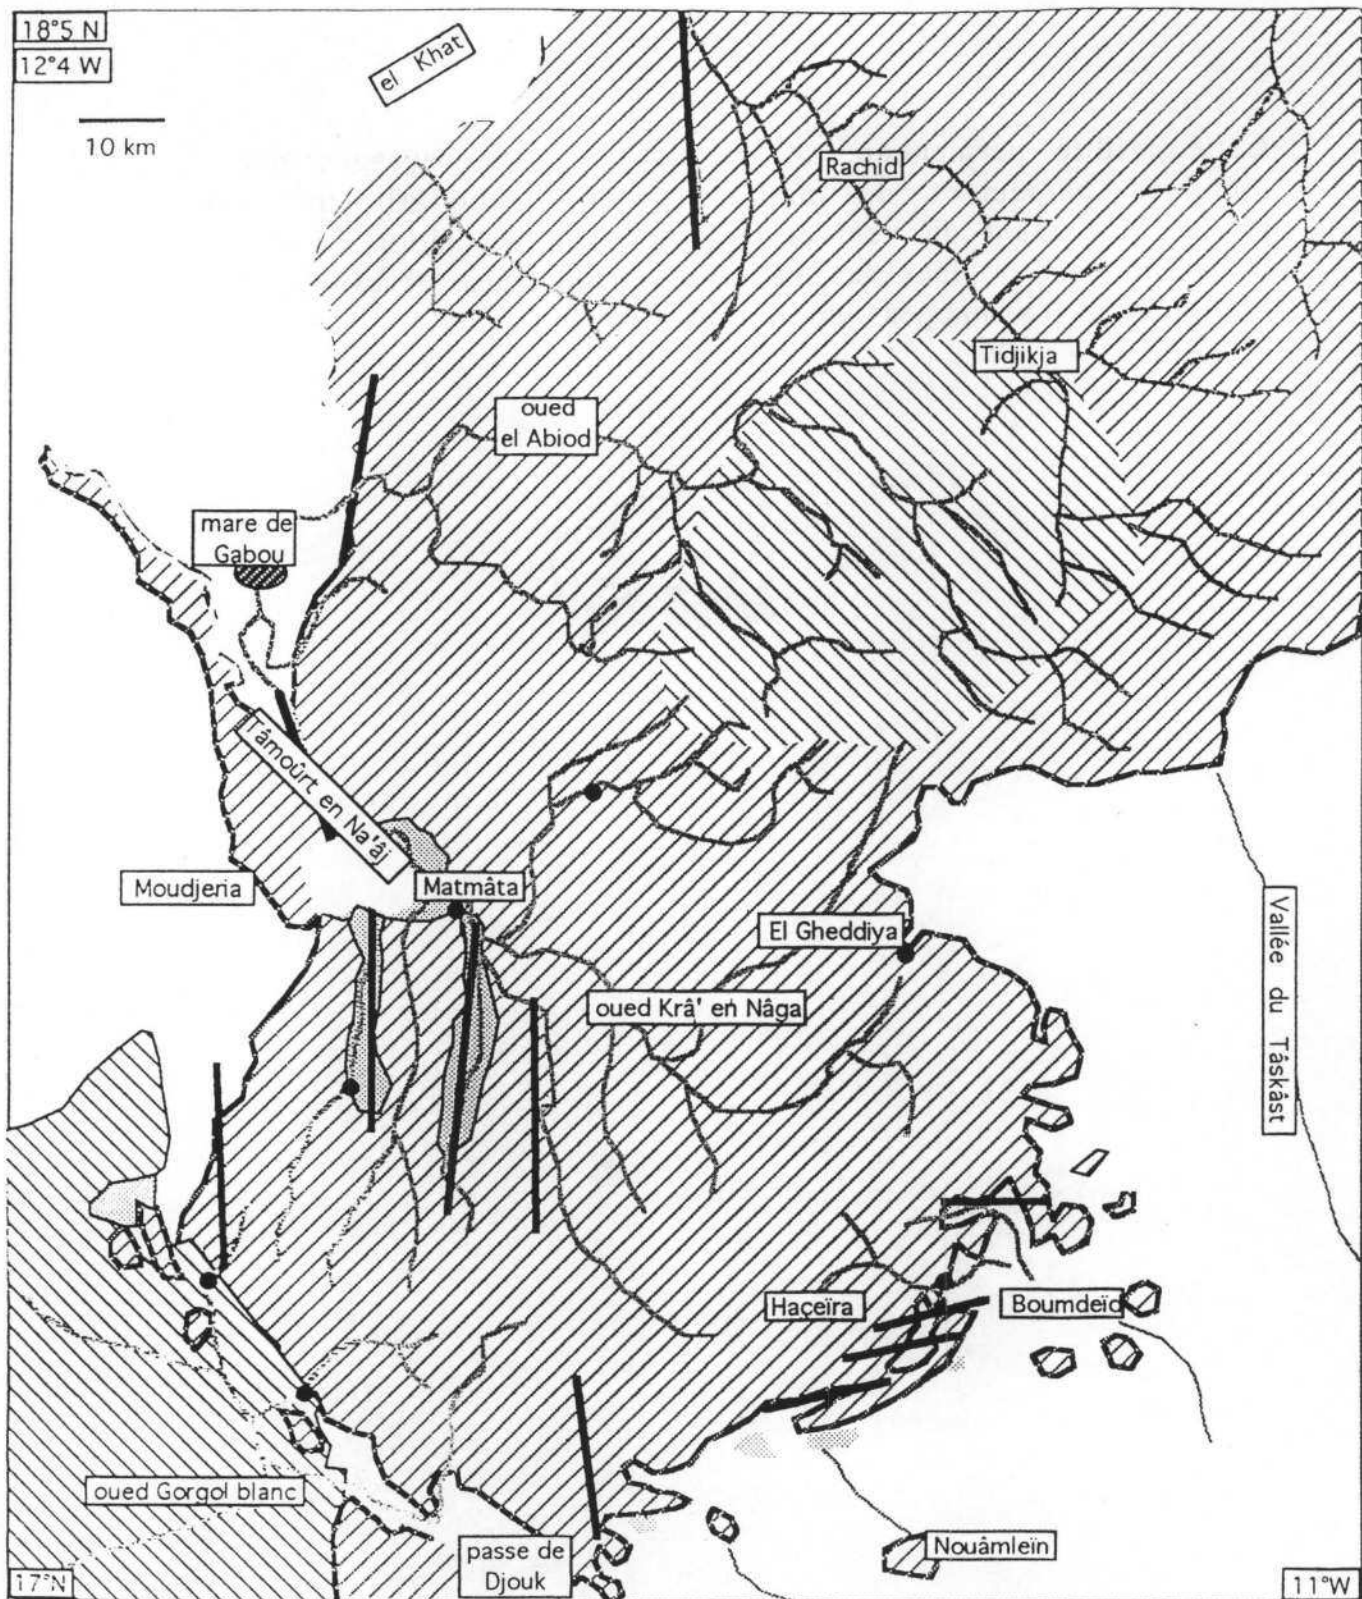 18°5 N
12°4 W
el Khat
10 km
Rachid
Tidjikja
oued
el Abiod
mare de
Gabou
Tâmoûrt en Na'âj
Moudjeria
Matmâta
El Gheddiya
Vallée du Tâskâst
oued Krâ' en Nâga
Haçeïra
Boumdeïd
oued Gorgol blanc
passe de
Djouk
Nouâmleïn
17°N
11°W